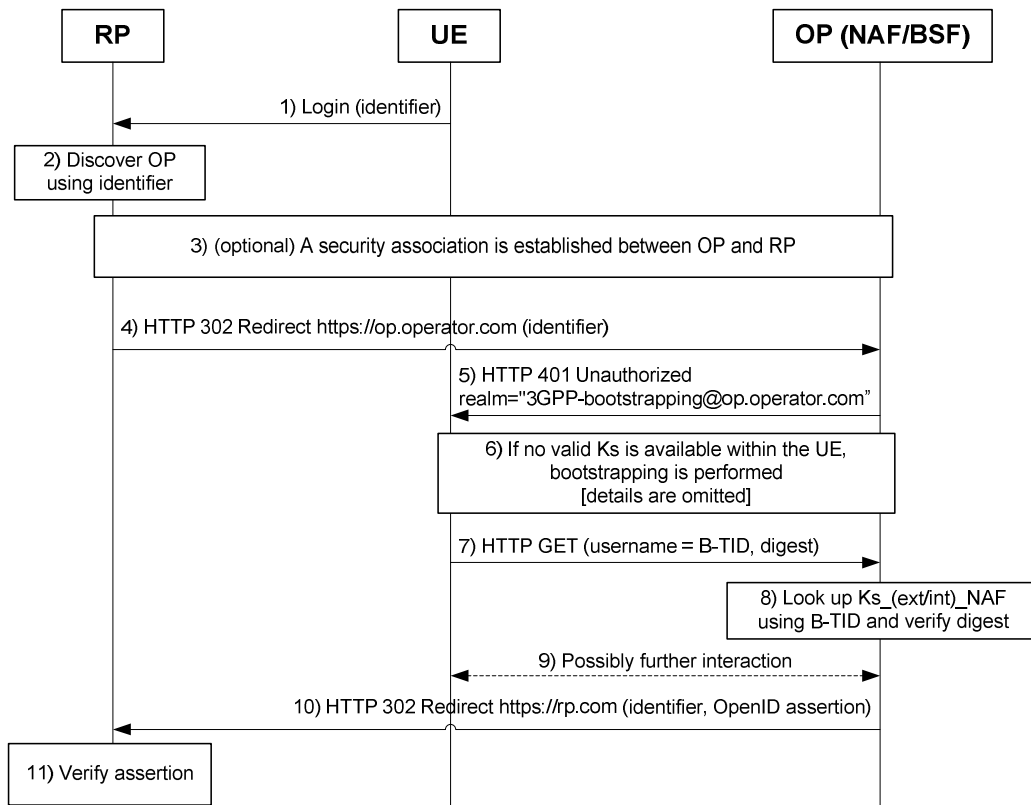 RP
UE
OP (NAF/BSF)
1) Login (identifier)
2) Discover OP
using identifier
3) (optional) A security association is established between OP and RP
4) HTTP 302 Redirect https://op.operator.com (identifier)
5) HTTP 401 Unauthorized
realm="3GPP-bootstrapping@op.operator.com”
6) If no valid Ks is available within the UE,
bootstrapping is performed
[details are omitted]
7) HTTP GET (username = B-TID, digest)
8) Look up Ks_(ext/int)_NAF
using B-TID and verify digest
9) Possibly further interaction
10) HTTP 302 Redirect https://rp.com (identifier, OpenID assertion)
11) Verify assertion